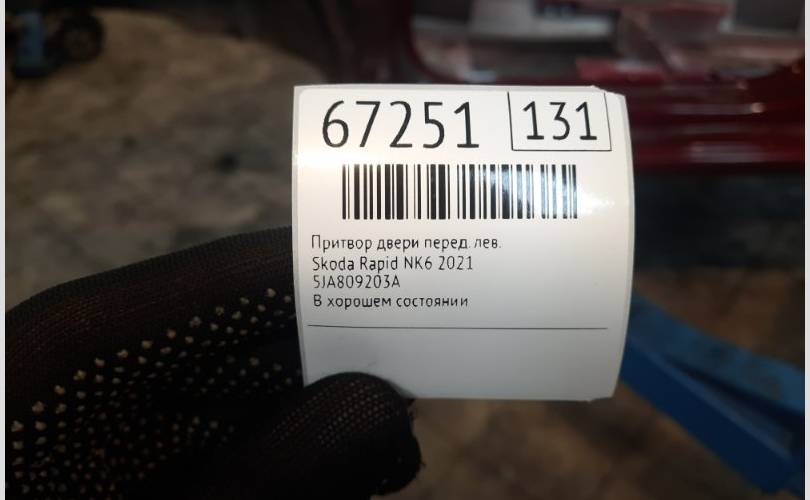 67251 131
Притвор двери перед. лев.
Skoda Rapid NK6 2021
5JA809203A
В хорошем состоянии